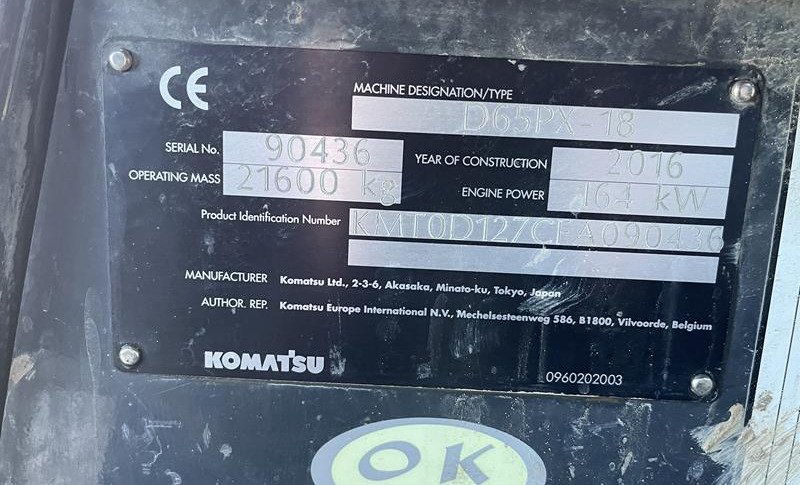 CE
MACHINE DESIGNATION/TYPE
D65PX-18
SERIAL No. 90436 YEAR OF CONSTRUCTION 2016
OPERATING MASS 21600 kg ENGINE POWER 164 kW
Product Identification Number KMT0D127CFA090436
MANUFACTURER Komatsu Ltd., 2-3-6, Akasaka, Minato-ku, Tokyo, Japan
AUTHOR. REP. Komatsu Europe International N.V., Mechelsesteenweg 586, B1800, Vilvoorde, Belgium
KOMATSU
0960202003
OK